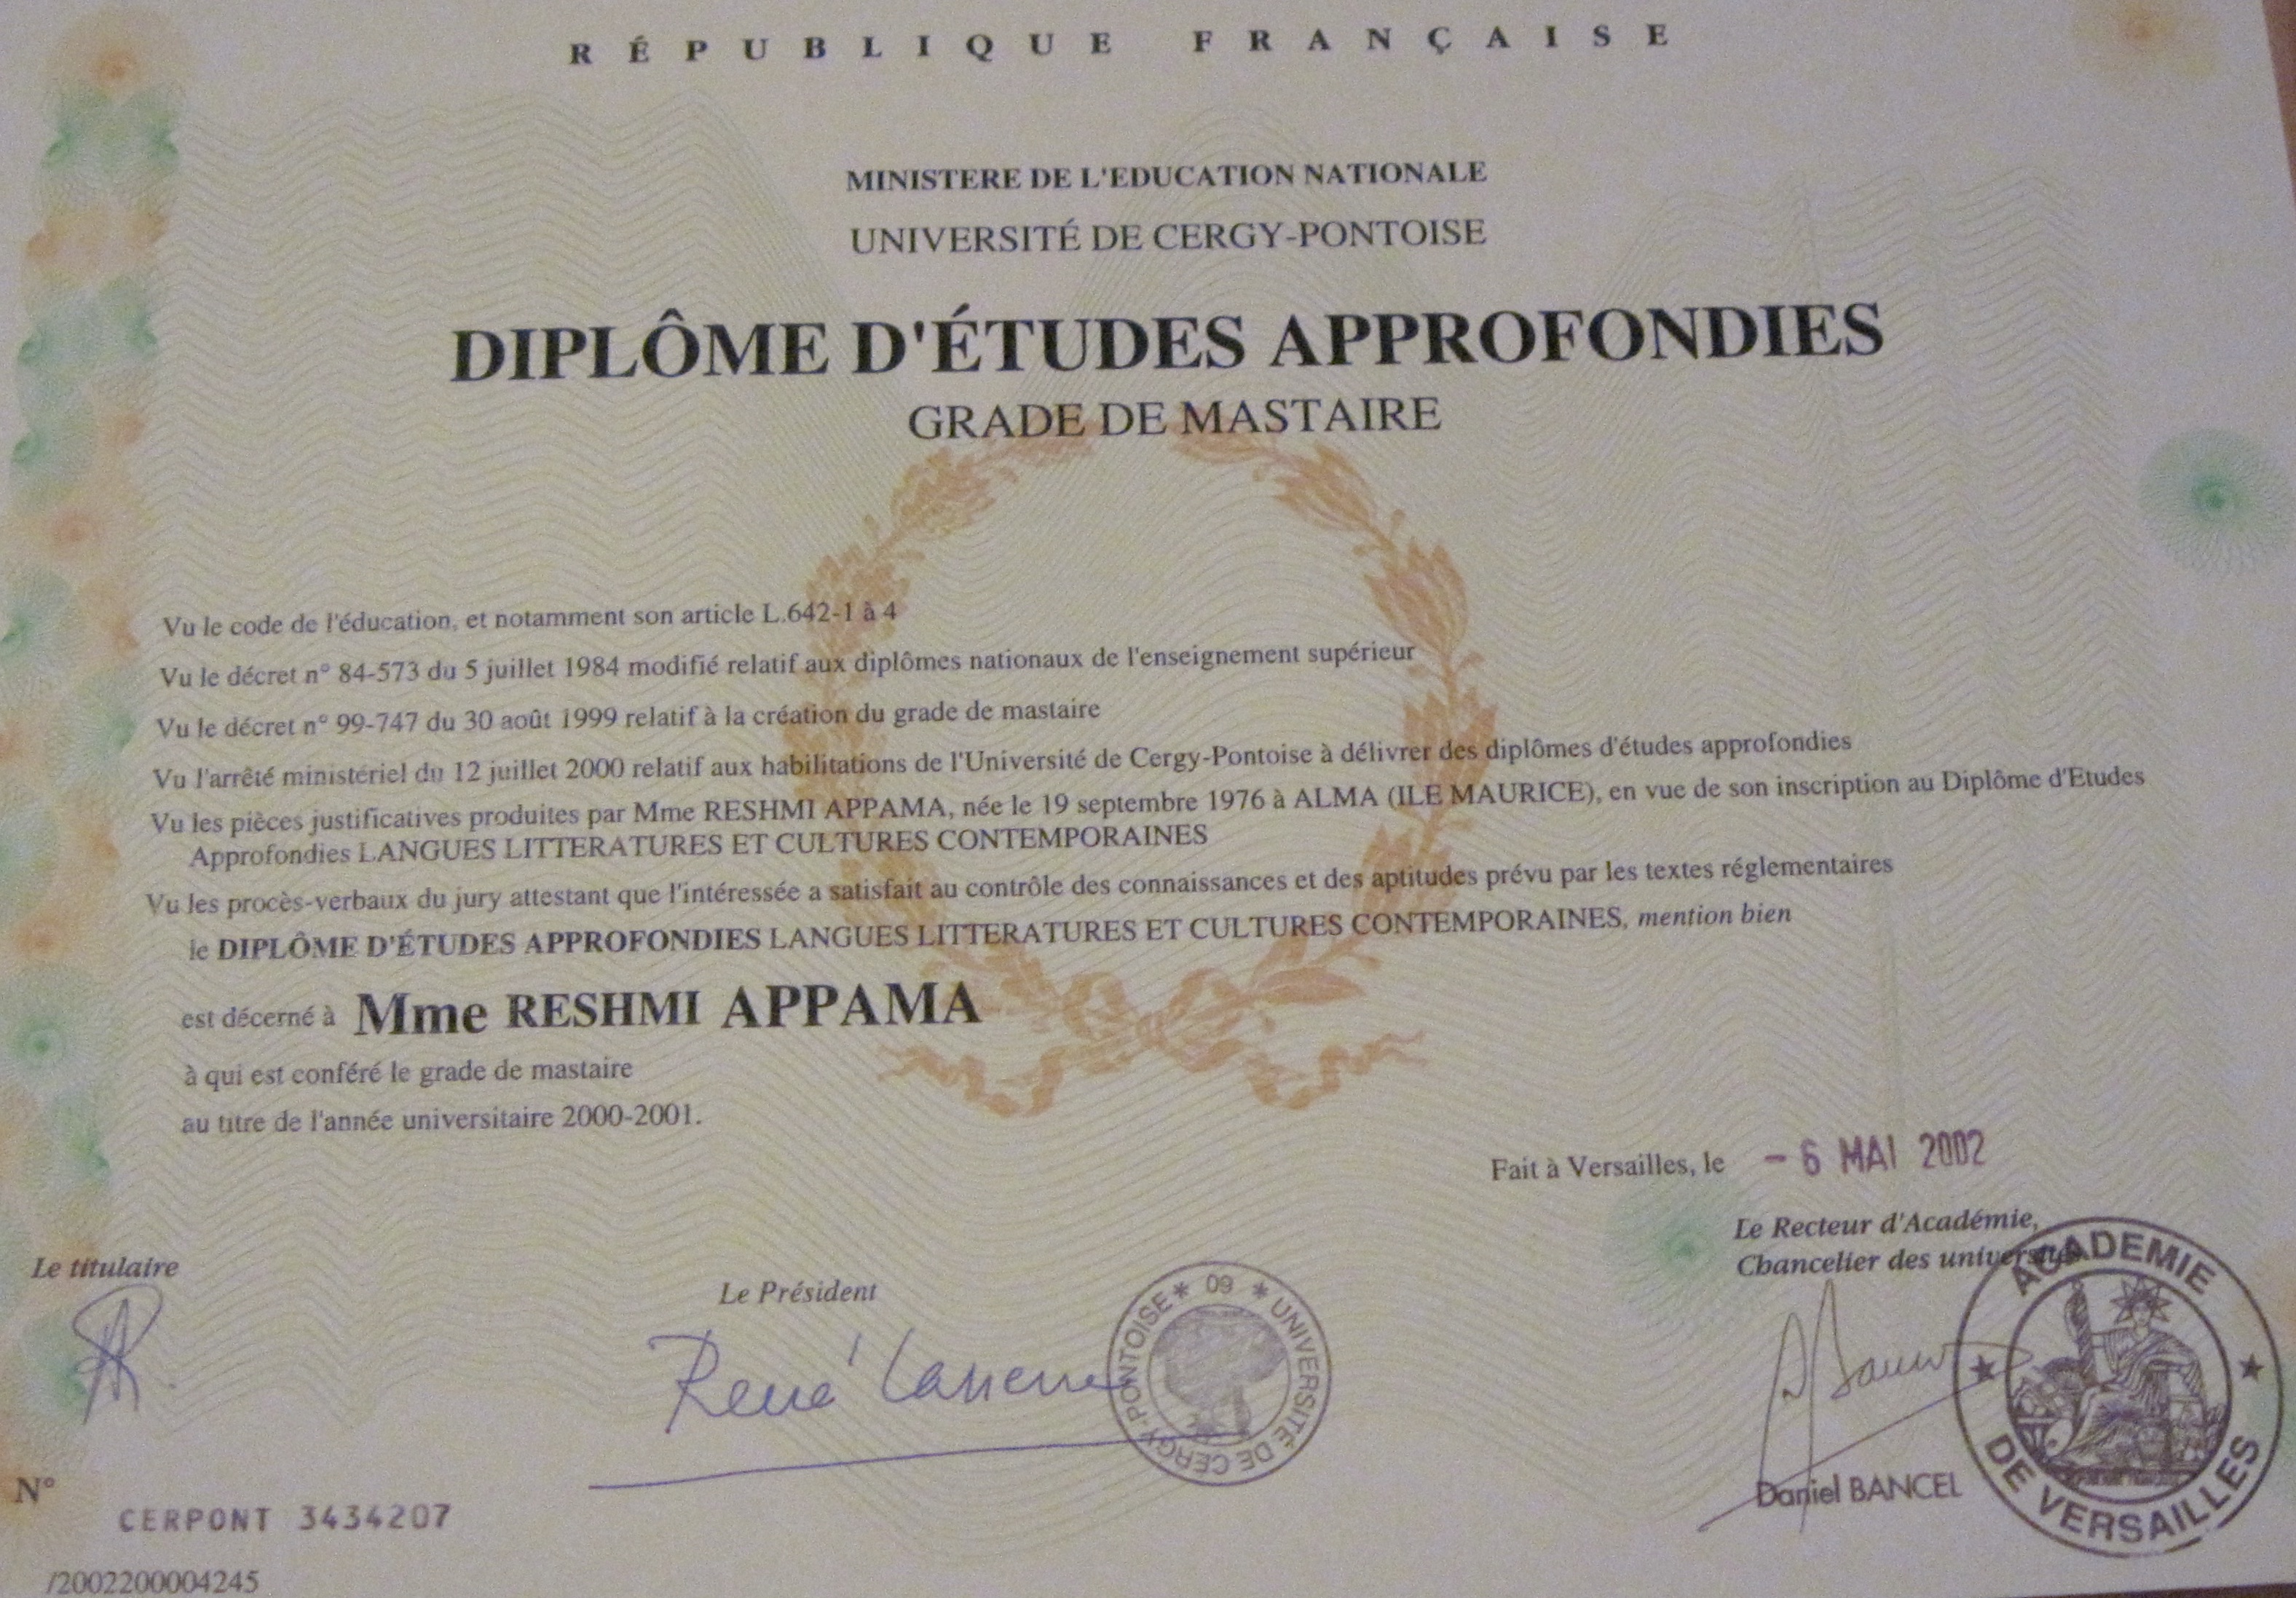 RÉPUBLIQUE FRANÇAISE
MINISTERE DE L'EDUCATION NATIONALE
UNIVERSITÉ DE CERGY-PONTOISE
DIPLÔME D'ÉTUDES APPROFONDIES
GRADE DE MASTAIRE
Vu le code de l'éducation, et notamment son article L.642-1 à 4
Vu le décret n° 84-573 du 5 juillet 1984 modifié relatif aux diplômes nationaux de l'enseignement supérieur
Vu le décret n° 99-747 du 30 août 1999 relatif à la création du grade de mastaire
Vu l'arrêté ministériel du 12 juillet 2000 relatif aux habilitations de l'Université de Cergy-Pontoise à délivrer des diplômes d'études approfondies
Vu les pièces justificatives produites par Mme RESHMI APPAMA, née le 19 septembre 1976 à ALMA (ILE MAURICE), en vue de son inscription au Diplôme d'Etudes
Approfondies LANGUES LITTERATURES ET CULTURES CONTEMPORAINES
Vu les procès-verbaux du jury attestant que l'intéressée a satisfait au contrôle des connaissances et des aptitudes prévu par les textes réglementaires
le DIPLÔME D'ÉTUDES APPROFONDIES LANGUES LITTERATURES ET CULTURES CONTEMPORAINES, mention bien
est décerné à Mme RESHMI APPAMA
à qui est conféré le grade de mastaire
au titre de l'année universitaire 2000-2001.
Fait à Versailles, le - 6 MAI 2002
Le Recteur d'Académie,
Chancelier des universités
Le titulaire
Le Président
René
UNIVERSITÉ DE CERGY-PONTOISE * 09 *
Daniel BANCEL
ACADEMIE DE VERSAILLES
N°
CERPONT 3434207
/2002200004245